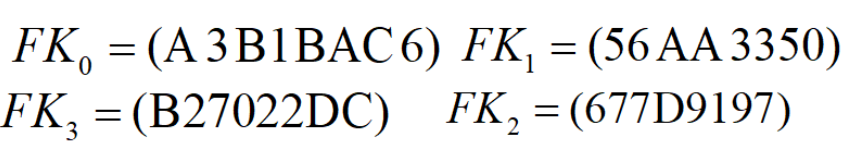 FK₀ = (A3B1BAC6) FK₁ = (56AA3350)
FK₃ = (B27022DC) FK₂ = (677D9197)